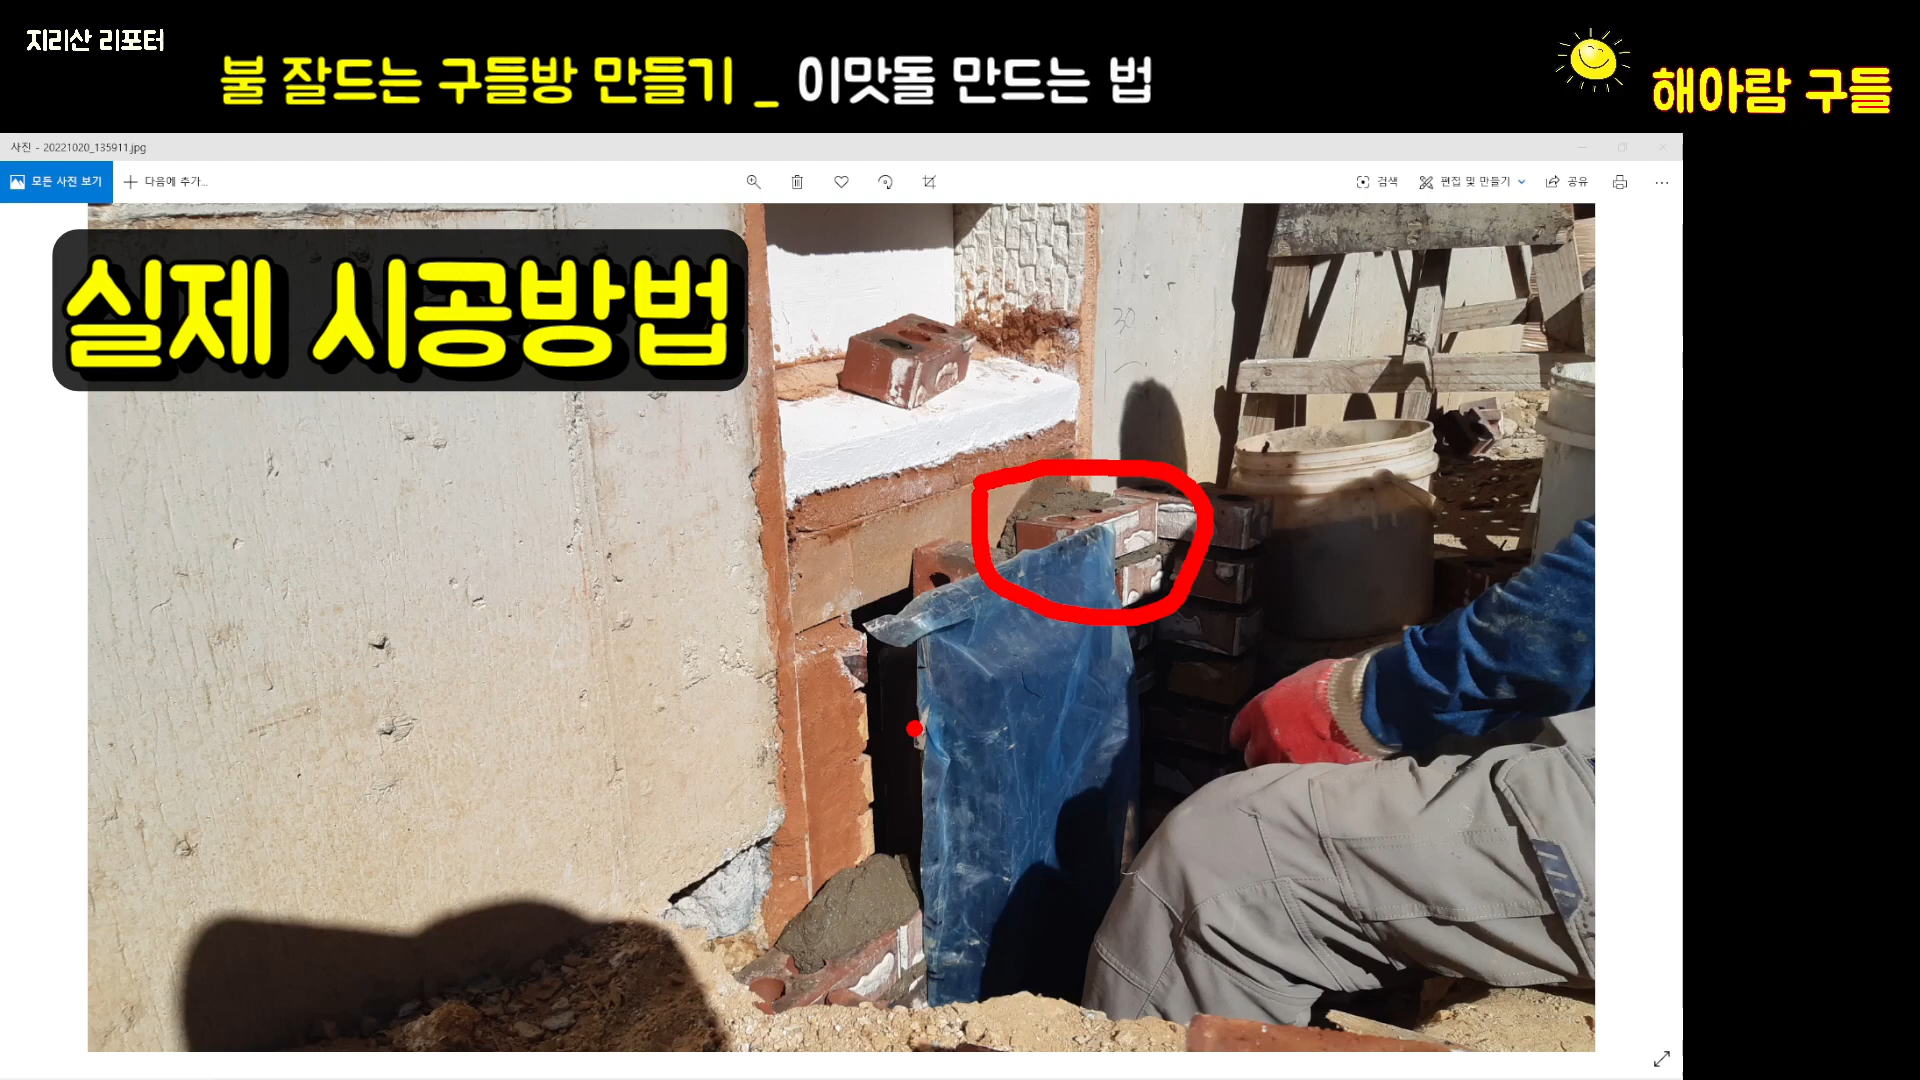 지리산 리포터
불 잘드는 구들방 만들기 _ 이맛돌 만드는 법
해아람 구들
사진 - 20221020_135911.jpg
모든 사진 보기
다음에 추가...
검색
편집 및 만들기
공유
실제 시공방법
30